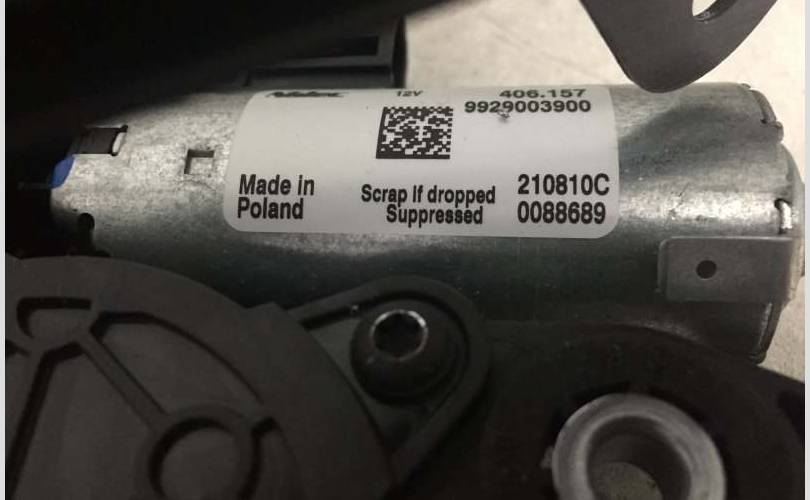 12V 406.157
9929003900
Made in
Poland
Scrap if dropped
Suppressed
210810C
0088689